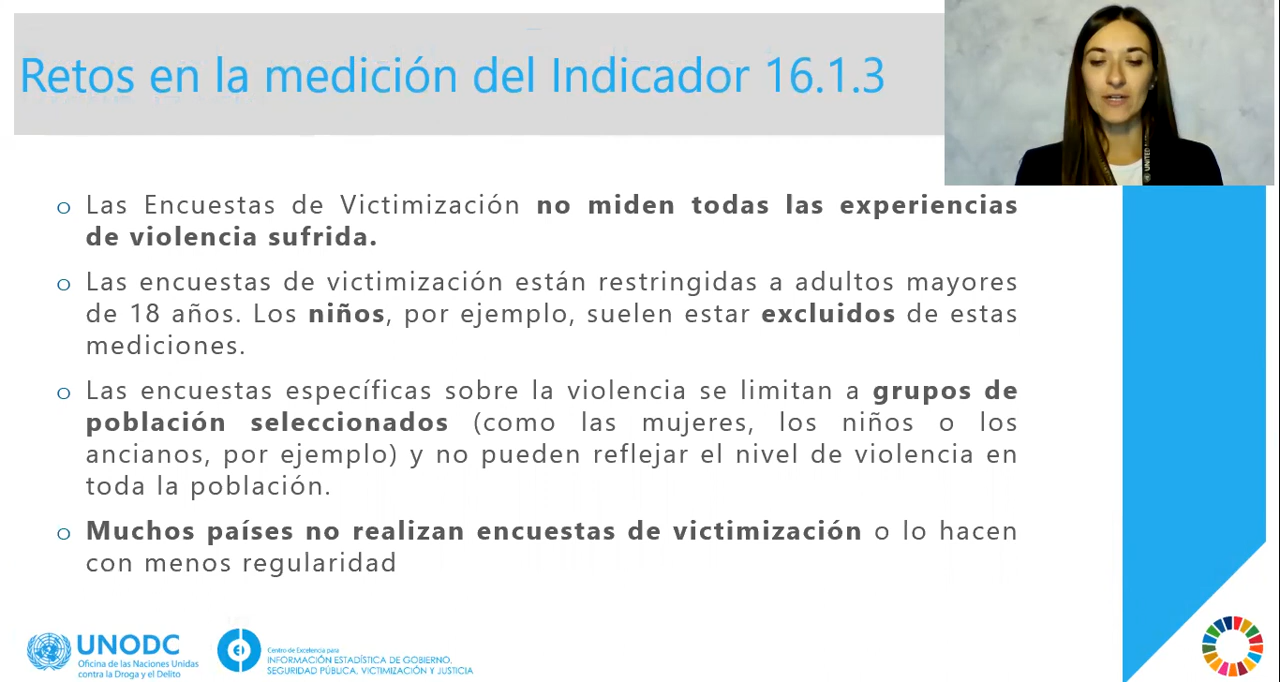 Retos en la medición del Indicador 16.1.3
o Las Encuestas de Victimización no miden todas las experiencias
de violencia sufrida.
o Las encuestas de victimización están restringidas a adultos mayores
de 18 años. Los niños, por ejemplo, suelen estar excluidos de estas
mediciones.
o Las encuestas específicas sobre la violencia se limitan a grupos de
población seleccionados (como las mujeres, los niños o los
ancianos, por ejemplo) y no pueden reflejar el nivel de violencia en
toda la población.
o Muchos países no realizan encuestas de victimización o lo hacen
con menos regularidad
UNODC
Oficina de las Naciones Unidas
contra la Droga y el Delito
Centro de Excelencia para
INFORMACIÓN ESTADÍSTICA DE GOBIERNO,
SEGURIDAD PÚBLICA, VICTIMIZACIÓN Y JUSTICIA